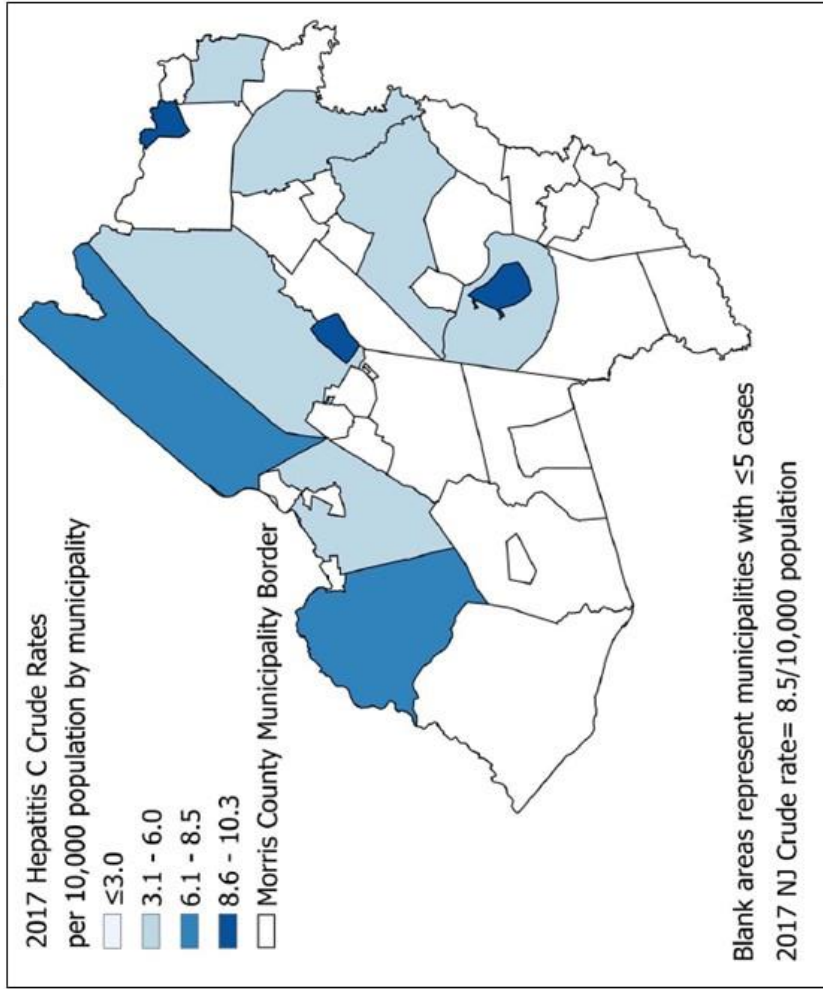 2017 Hepatitis C Crude Rates
per 10,000 population by municipality
≤3.0
3.1 - 6.0
6.1 - 8.5
8.6 - 10.3
Morris County Municipality Border
Blank areas represent municipalities with ≤5 cases
2017 NJ Crude rate= 8.5/10,000 population